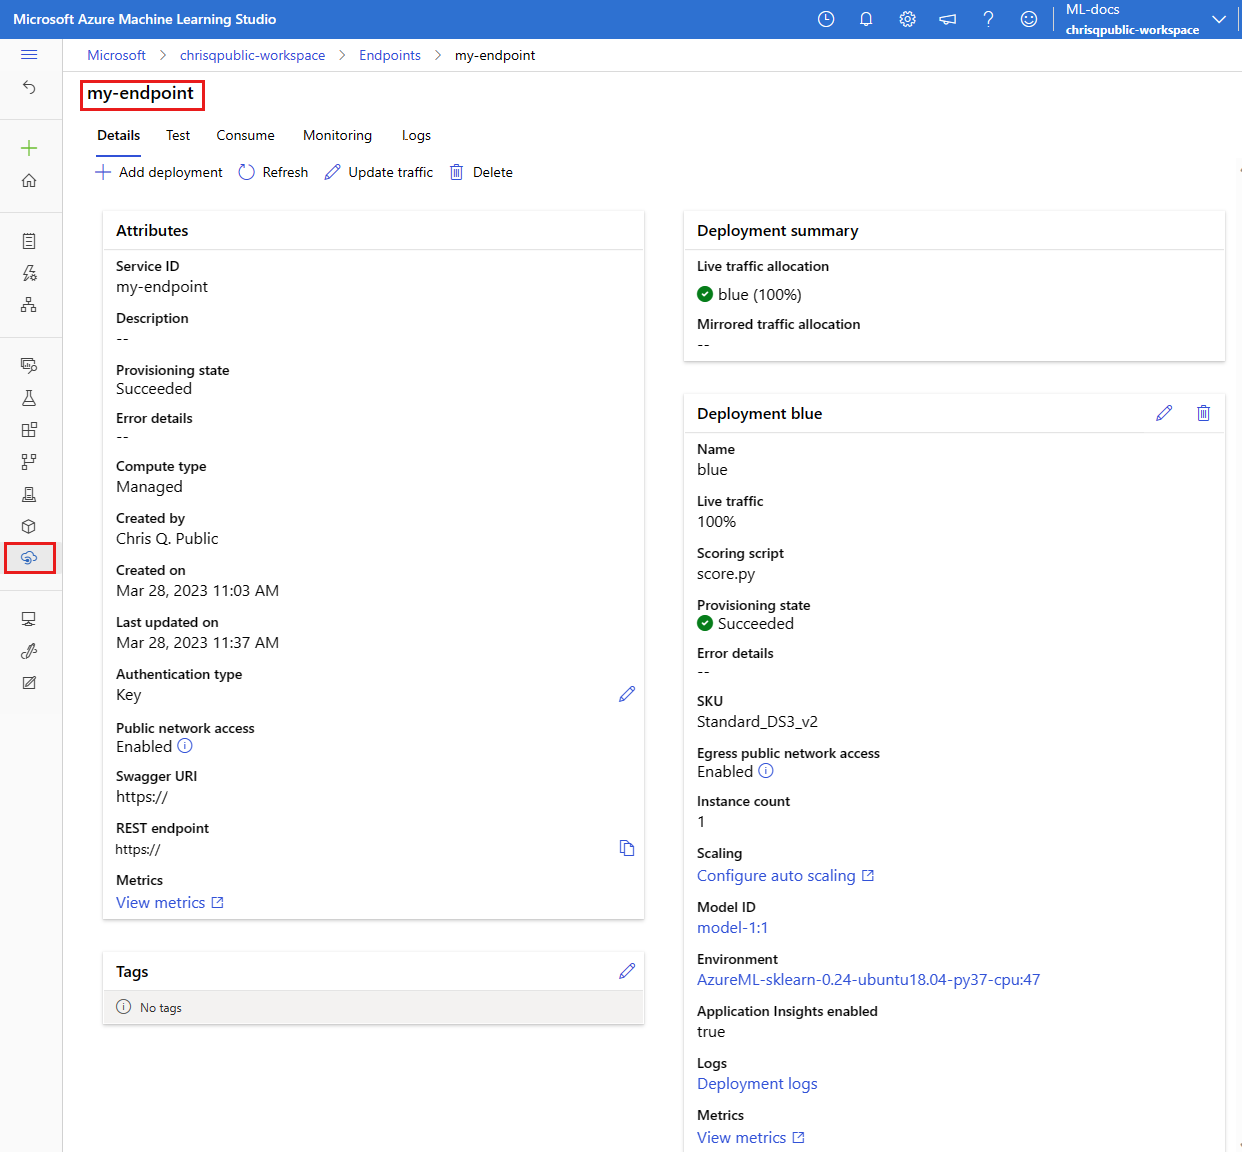 Microsoft Azure Machine Learning Studio
ML-docs
chrisqpublic-workspace
Microsoft > chrisqpublic-workspace > Endpoints > my-endpoint
my-endpoint
Details Test Consume Monitoring Logs
Add deployment Refresh Update traffic Delete
Attributes
Service ID
my-endpoint
Description
--
Provisioning state
Succeeded
Error details
--
Compute type
Managed
Created by
Chris Q. Public
Created on
Mar 28, 2023 11:03 AM
Last updated on
Mar 28, 2023 11:37 AM
Authentication type
Key
Public network access
Enabled
Swagger URI
https://
REST endpoint
https://
Metrics
View metrics
Tags
No tags
Deployment summary
Live traffic allocation
blue (100%)
Mirrored traffic allocation
--
Deployment blue
Name
blue
Live traffic
100%
Scoring script
score.py
Provisioning state
Succeeded
Error details
--
SKU
Standard_DS3_v2
Egress public network access
Enabled
Instance count
1
Scaling
Configure auto scaling
Model ID
model-1:1
Environment
AzureML-sklearn-0.24-ubuntu18.04-py37-cpu:47
Application Insights enabled
true
Logs
Deployment logs
Metrics
View metrics